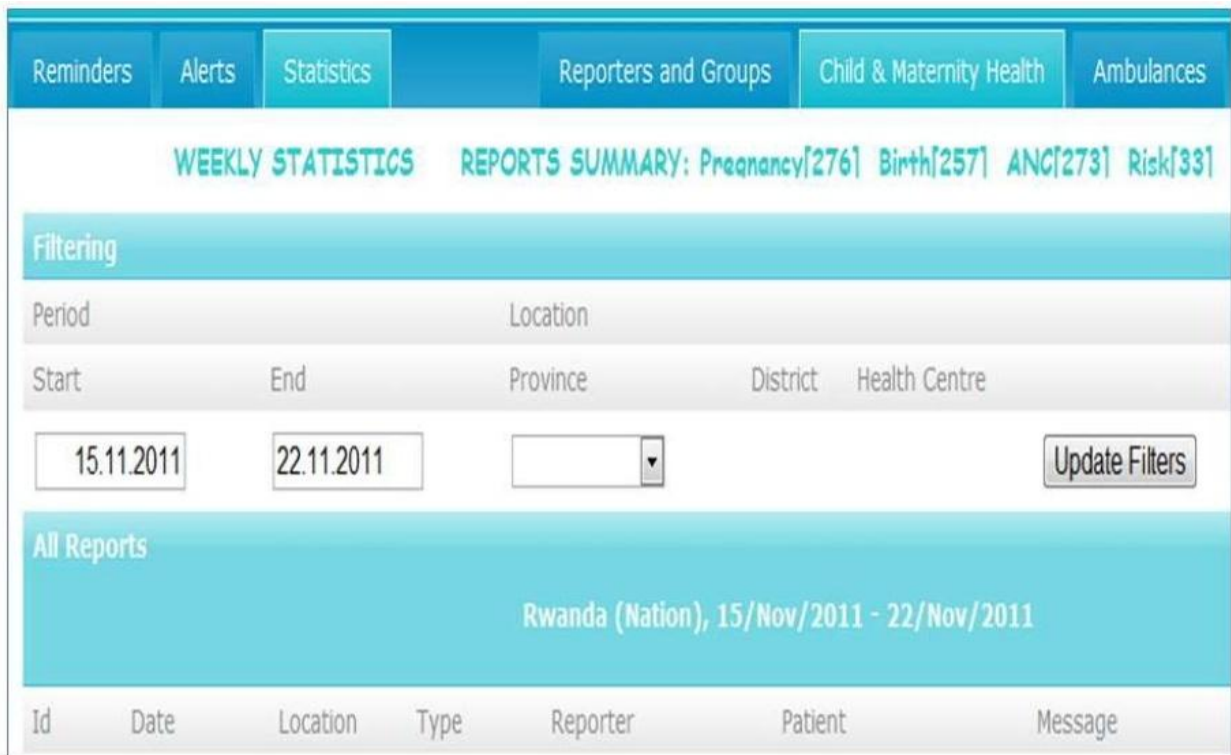 Reminders Alerts Statistics Reporters and Groups Child & Maternity Health Ambulances
WEEKLY STATISTICS REPORTS SUMMARY: Pregnancy[276] Birth[257] ANC[273] Risk[33]
Filtering
Period Location
Start End Province District Health Centre
15.11.2011 22.11.2011 Update Filters
All Reports
Rwanda (Nation), 15/Nov/2011 - 22/Nov/2011
Id Date Location Type Reporter Patient Message